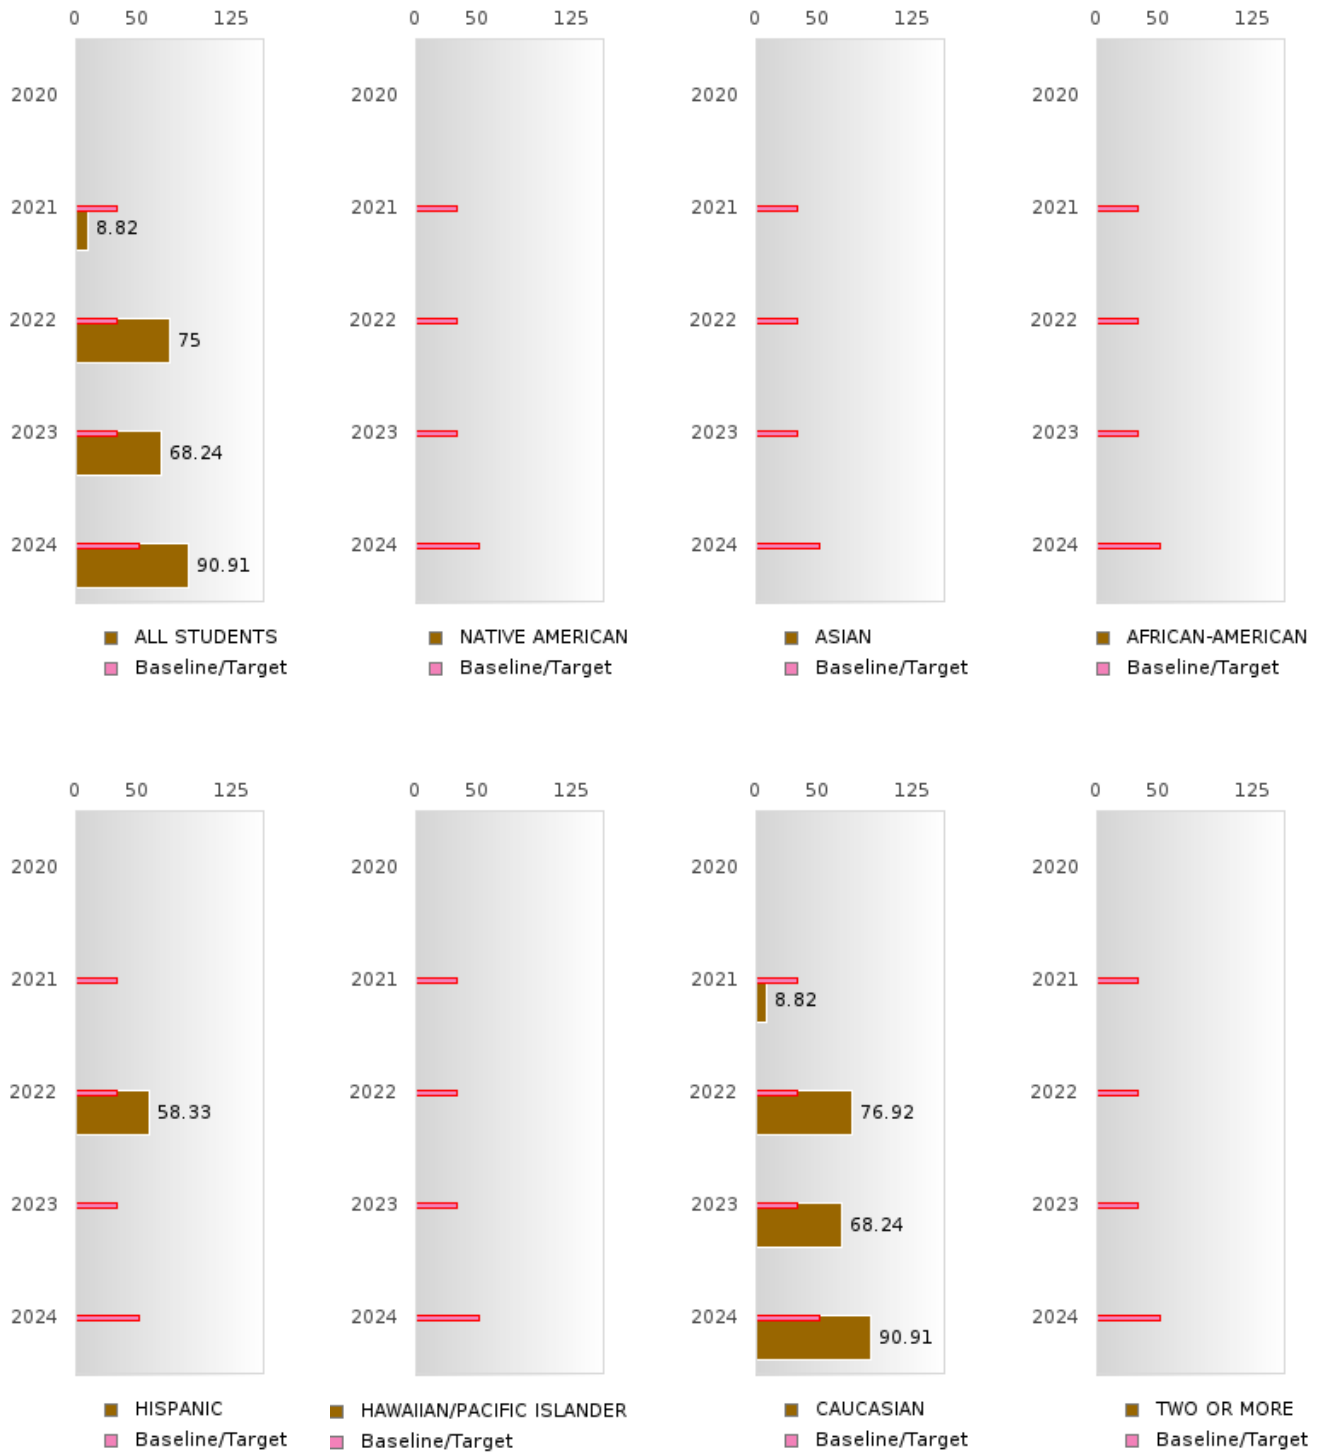 0 50 125 0 50 125 0 50 125 0 50 125
2020 2020 2020 2020
2021 2021 2021 2021
8.82
2022 2022 2022 2022
75
2023 2023 2023 2023
68.24
2024 2024 2024 2024
90.91
ALL STUDENTS NATIVE AMERICAN ASIAN AFRICAN-AMERICAN
Baseline/Target Baseline/Target Baseline/Target Baseline/Target
0 50 125 0 50 125 0 50 125 0 50 125
2020 2020 2020 2020
2021 2021 2021 2021
8.82
2022 2022 2022 2022
58.33 76.92
2023 2023 2023 2023
68.24
2024 2024 2024 2024
90.91
HISPANIC HAWAIIAN/PACIFIC ISLANDER CAUCASIAN TWO OR MORE
Baseline/Target Baseline/Target Baseline/Target Baseline/Target